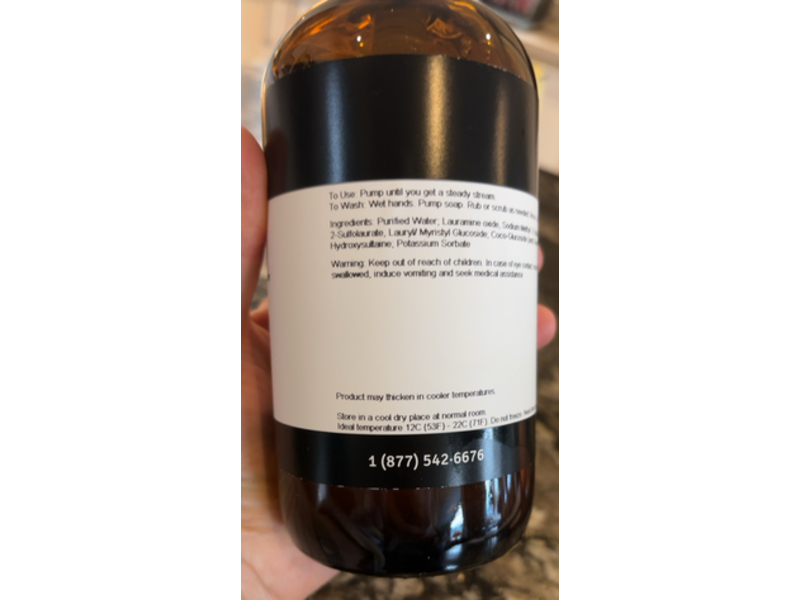 To Use: Pump until you get a steady stream
To Wash: Wet hands. Pump soap. Rub or scrub as needed
Ingredients: Purified Water, Lauramine oxide, Sodium Methyl
2-Sulfolaurate, Lauryl/ Myristyl Glucoside, Coco-Glucoside
Hydroxysultaine, Potassium Sorbate
Warning: Keep out of reach of children. In case of eye contact
swallowed, induce vomiting and seek medical assistance
Product may thicken in cooler temperatures.
Store in a cool dry place at normal room
Ideal temperature 12C (53F) - 22C (71F). Do not freeze.
1 (877) 542-6676